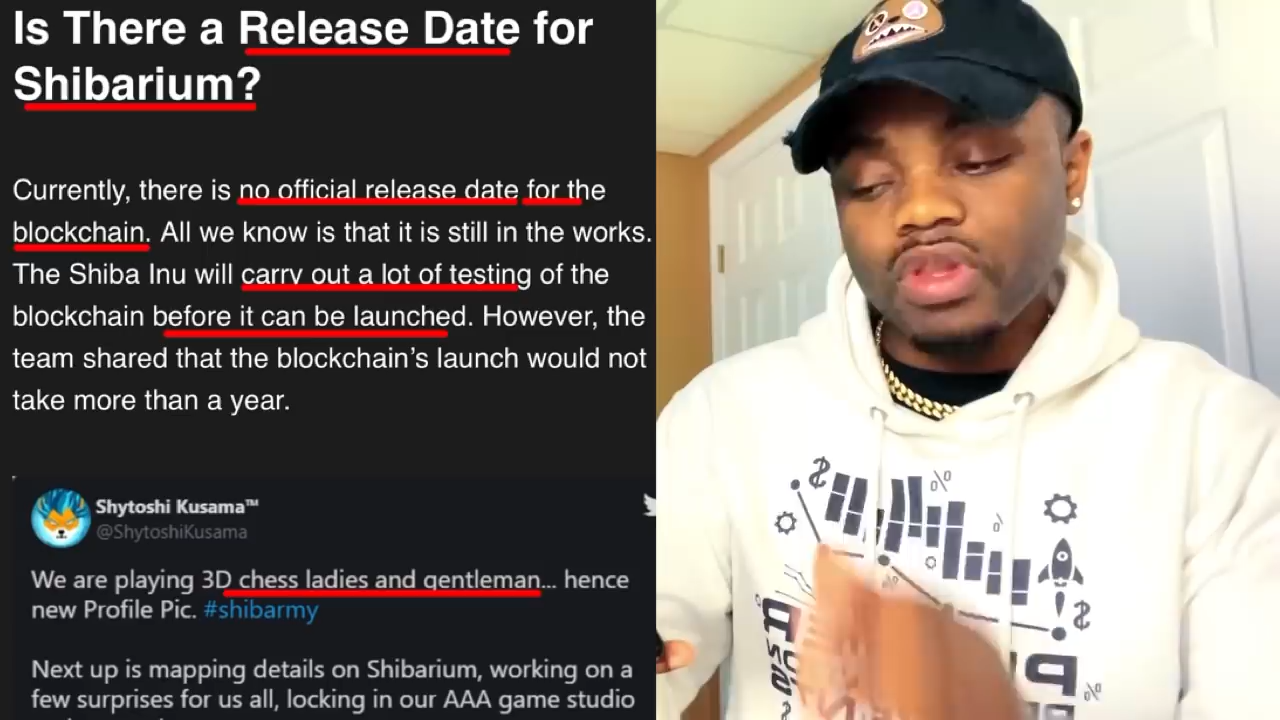 Is There a Release Date for
Shibarium?
Currently, there is no official release date for the
blockchain. All we know is that it is still in the works.
The Shiba Inu will carry out a lot of testing of the
blockchain before it can be launched. However, the
team shared that the blockchain’s launch would not
take more than a year.
Shytoshi Kusama™
@ShytoshiKusama
We are playing 3D chess ladies and gentleman... hence
new Profile Pic. #shibarmy
Next up is mapping details on Shibarium, working on a
few surprises for us all, locking in our AAA game studio
$ % % $ %